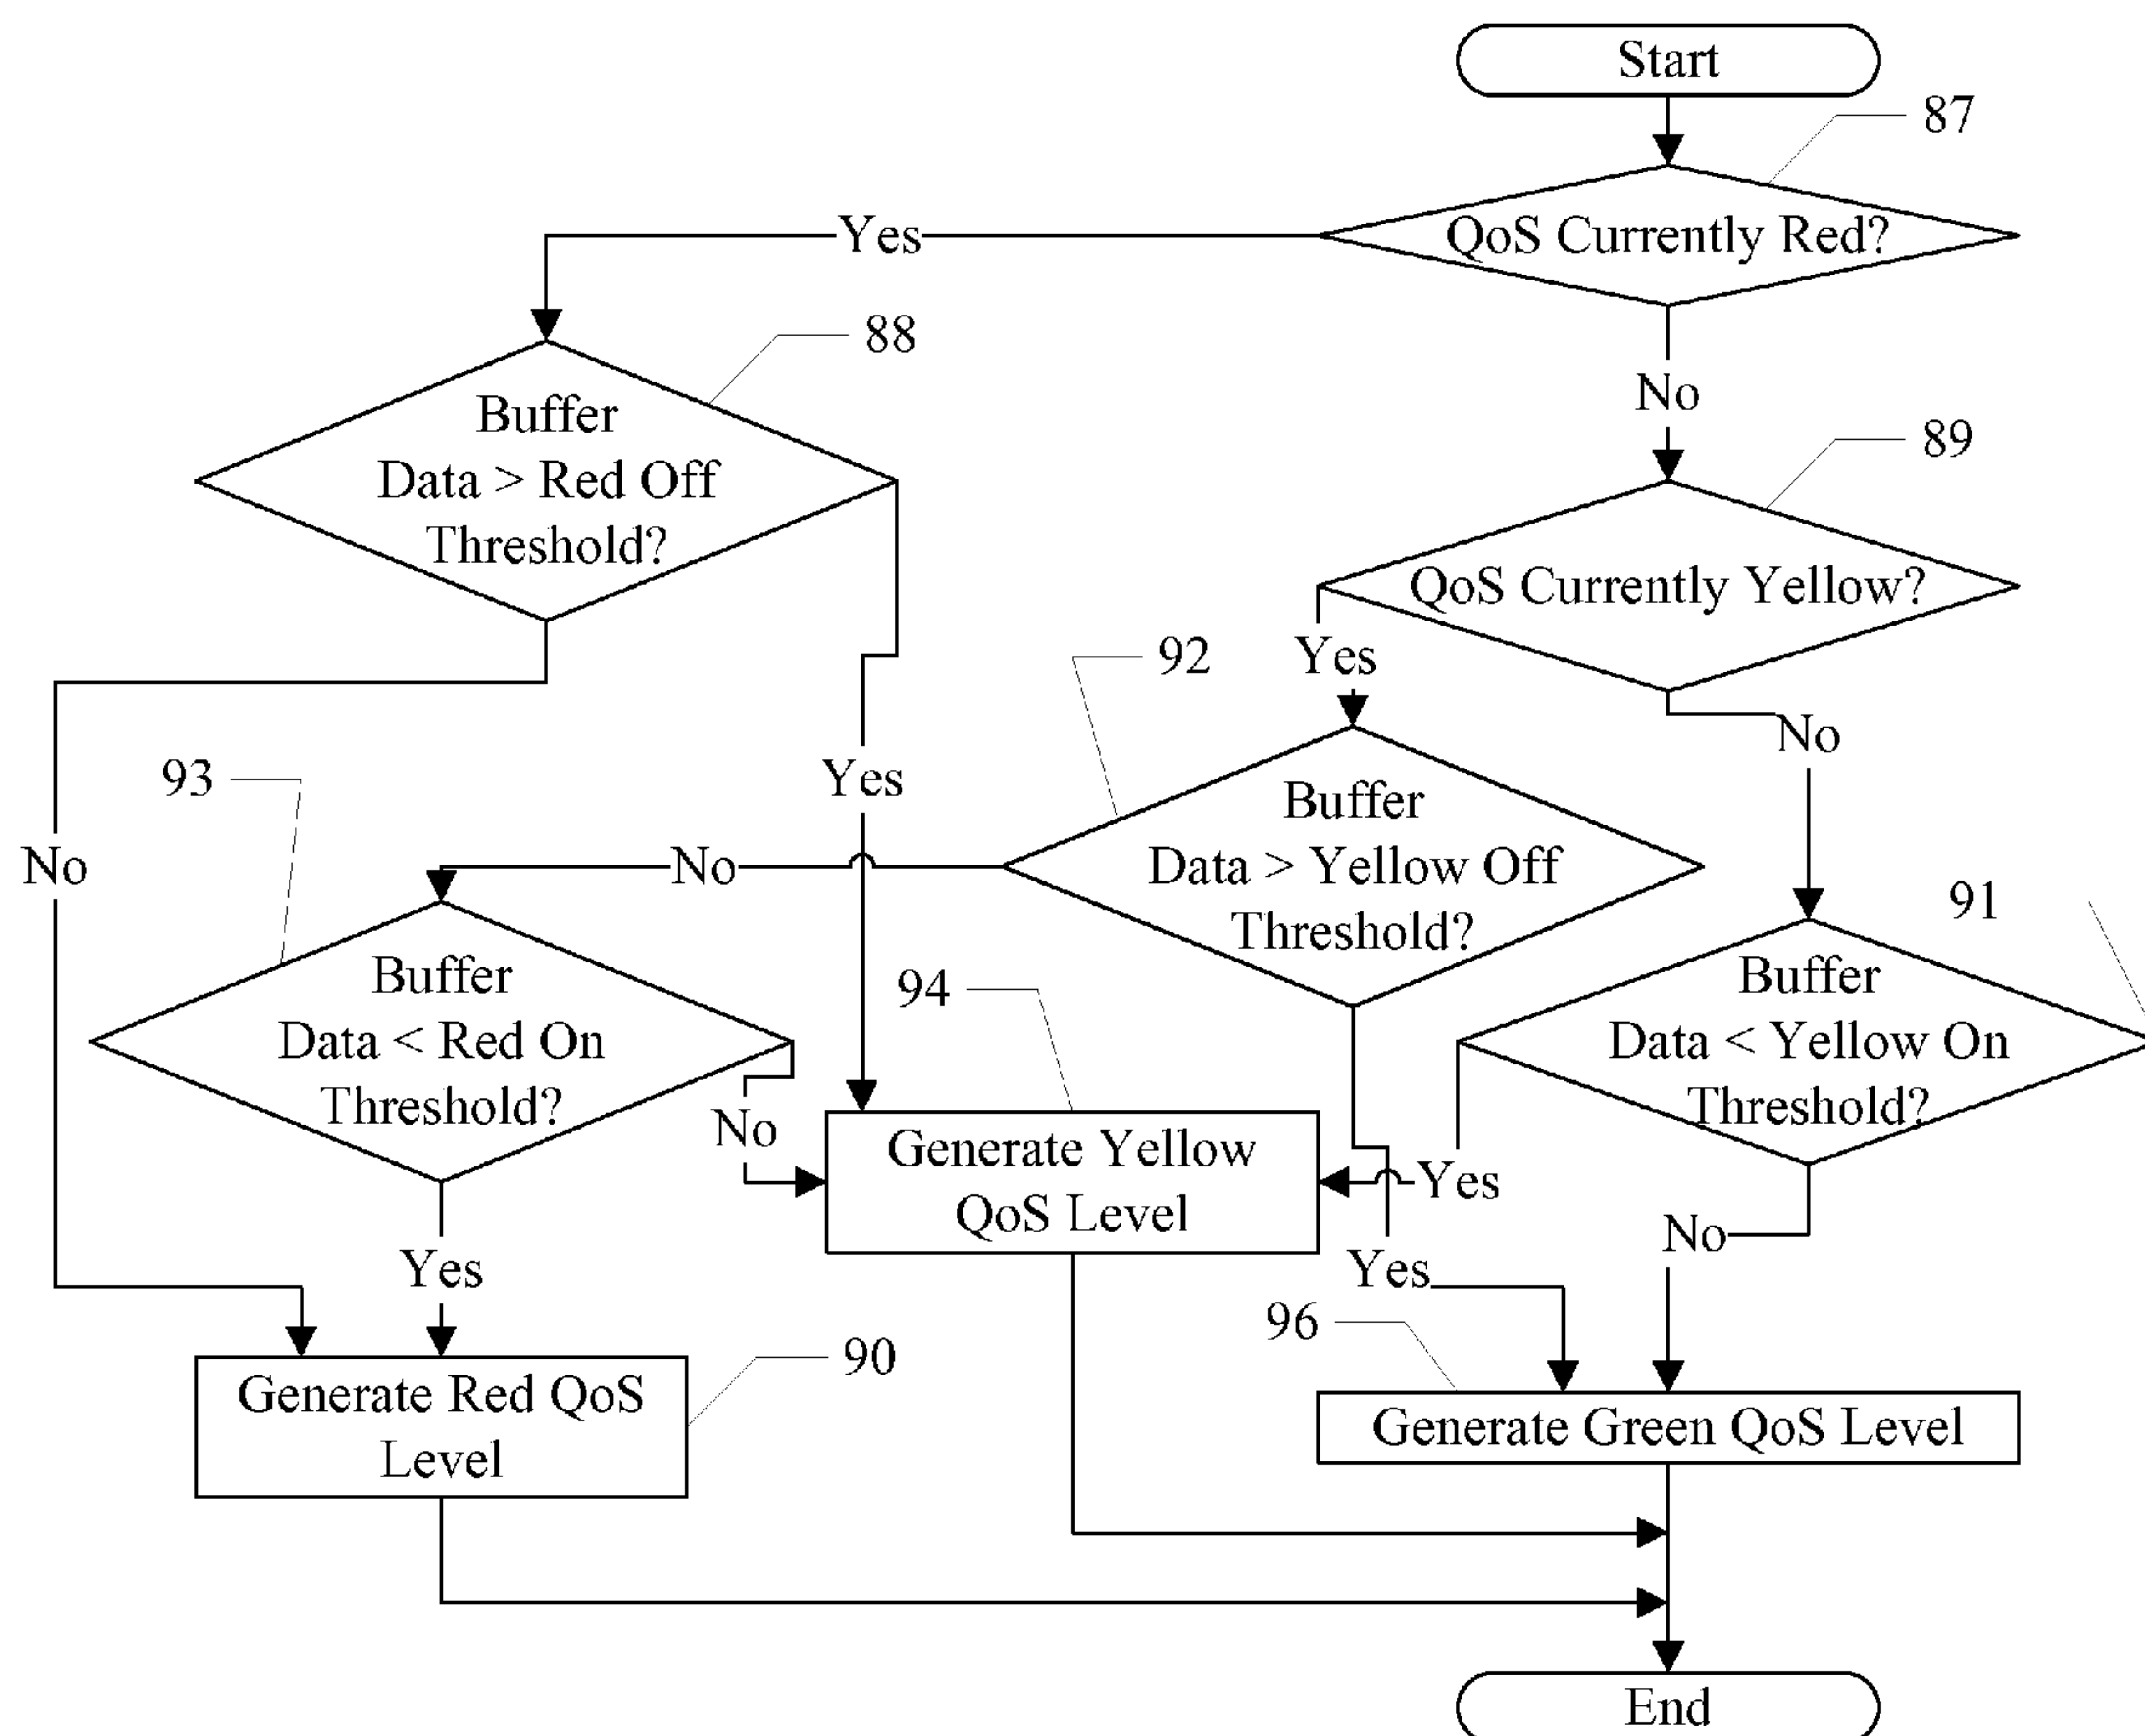 Start
87
QoS Currently Red?
Yes
No
88
Buffer
Data > Red Off
Threshold?
89
QoS Currently Yellow?
Yes
No
92
Buffer
Data > Yellow Off
Threshold?
Yes
No
93
No
No
91
Buffer
Data < Red On
Threshold?
94
Buffer
Data < Yellow On
Threshold?
No
Generate Yellow
QoS Level
Yes
No
Yes
Yes
96
90
Generate Red QoS
Level
Generate Green QoS Level
End